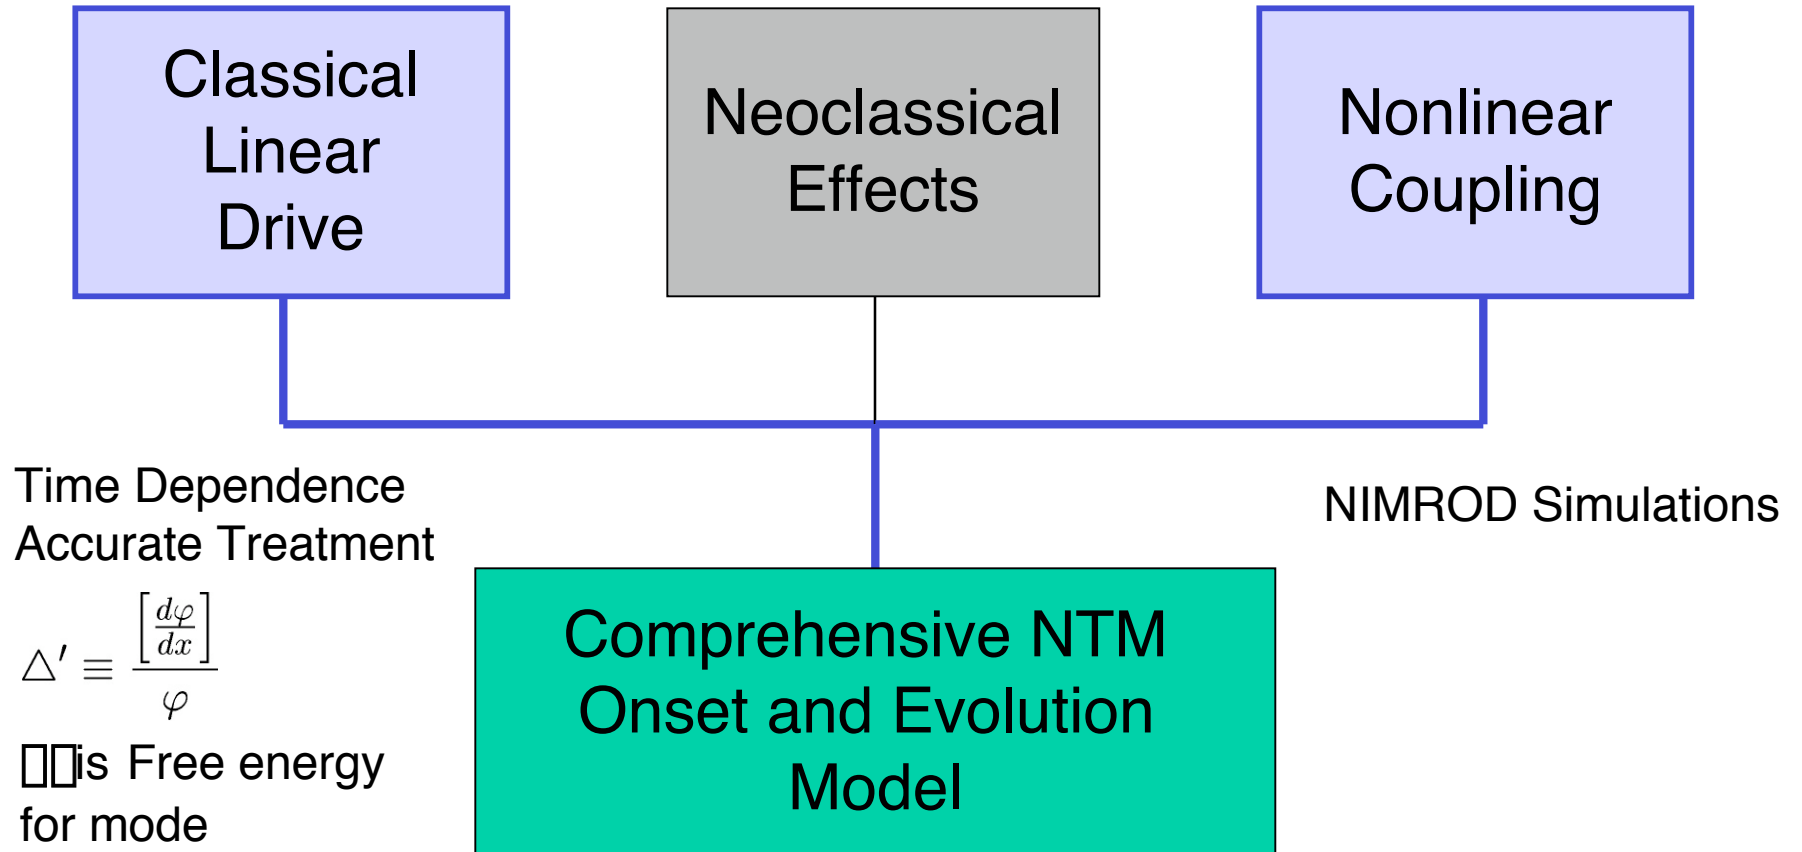 Classical
Linear
Drive
Neoclassical
Effects
Nonlinear
Coupling
Time Dependence
Accurate Treatment
△′ ≡ [dφ/dx] / φ
▯▯is Free energy
for mode
NIMROD Simulations
Comprehensive NTM
Onset and Evolution
Model